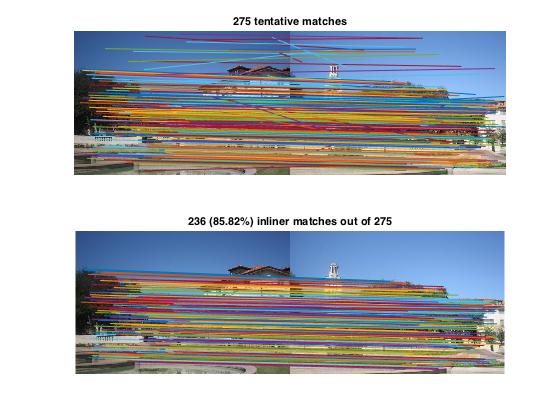 275 tentative matches
236 (85.82%) inliner matches out of 275